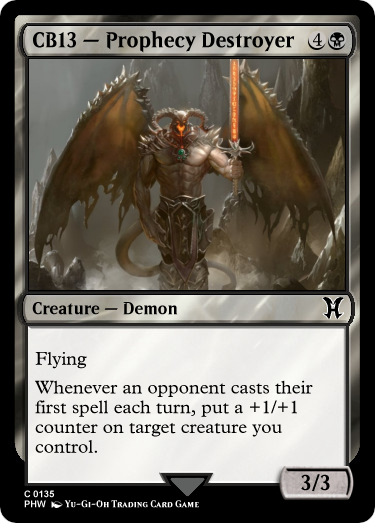 CB13 — Prophecy Destroyer 4
Creature — Demon
Flying
Whenever an opponent casts their
first spell each turn, put a +1/+1
counter on target creature you
control.
3/3
C 0135
PHW Yu-Gi-Oh Trading Card Game